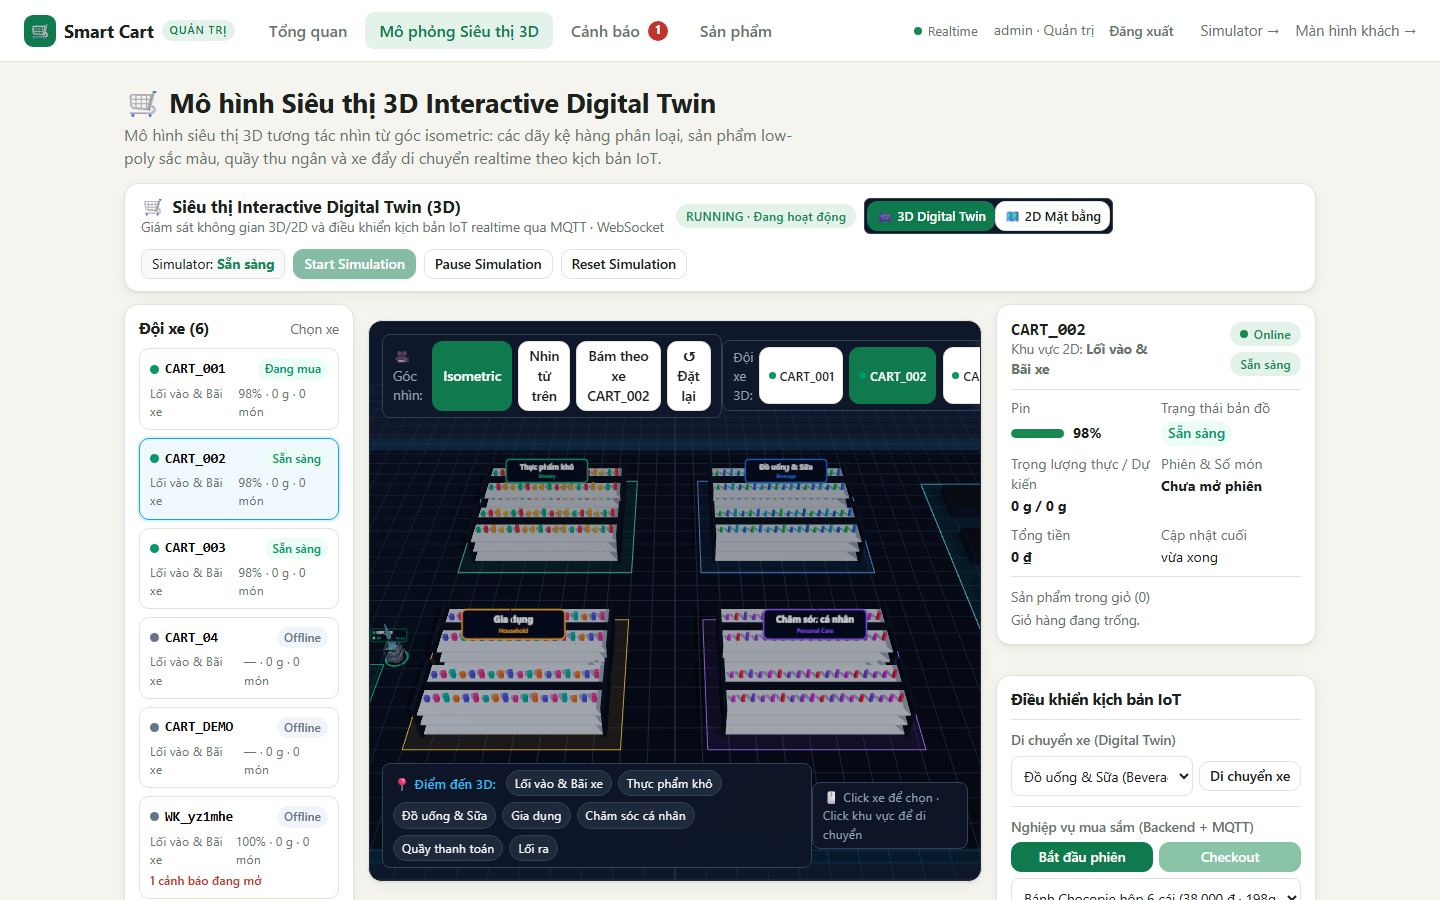 Smart Cart QUẢN TRỊ Tổng quan Mô phỏng Siêu thị 3D Cảnh báo 1 Sản phẩm Realtime admin · Quản trị Đăng xuất Simulator → Màn hình khách →
Mô hình Siêu thị 3D Interactive Digital Twin
Mô hình siêu thị 3D tương tác nhìn từ góc isometric: các dãy kệ hàng phân loại, sản phẩm low-
poly sắc màu, quầy thu ngân và xe đẩy di chuyển realtime theo kịch bản IoT.
Siêu thị Interactive Digital Twin (3D)
Giám sát không gian 3D/2D và điều khiển kịch bản IoT realtime qua MQTT · WebSocket
RUNNING · Đang hoạt động
3D Digital Twin 2D Mặt bằng
Simulator: Sẵn sàng Start Simulation Pause Simulation Reset Simulation
Đội xe (6) Chọn xe
CART_001 Đang mua
Lối vào & Bãi 98% · 0 g · 0
xe món
CART_002 Sẵn sàng
Lối vào & Bãi 98% · 0 g · 0
xe món
CART_003 Sẵn sàng
Lối vào & Bãi 98% · 0 g · 0
xe món
CART_04 Offline
Lối vào & Bãi — · 0 g · 0
xe món
CART_DEMO Offline
Lối vào & Bãi — · 0 g · 0
xe món
WK_yz1mhe Offline
Lối vào & Bãi 100% · 0 g · 0
xe món
1 cảnh báo đang mở
Góc
nhìn:
Isometric
Nhìn
từ
trên
Bám theo
xe
CART_002
↺
Đặt
lại
Đội
xe
3D:
CART_001
CART_002
CA
Thực phẩm khô
Grocery
Đồ uống & Sữa
Beverage
Gia dụng
Household
Chăm sóc cá nhân
Personal Care
Điểm đến 3D: Lối vào & Bãi xe Thực phẩm khô
Đồ uống & Sữa Gia dụng Chăm sóc cá nhân
Quầy thanh toán Lối ra
Click xe để chọn ·
Click khu vực để di
chuyển
CART_002 Online
Khu vực 2D: Lối vào &
Bãi xe
Sẵn sàng
Pin Trạng thái bản đồ
98% Sẵn sàng
Trọng lượng thực / Dự
kiến
Phiên & Số món
0 g / 0 g
Chưa mở phiên
Tổng tiền Cập nhật cuối
0 ₫ vừa xong
Sản phẩm trong giỏ (0)
Giỏ hàng đang trống.
Điều khiển kịch bản IoT
Di chuyển xe (Digital Twin)
Đồ uống & Sữa (Bevera Di chuyển xe
Nghiệp vụ mua sắm (Backend + MQTT)
Bắt đầu phiên Checkout
Bánh Chocopie hộp 6 cái (38.000 ₫ · 198g